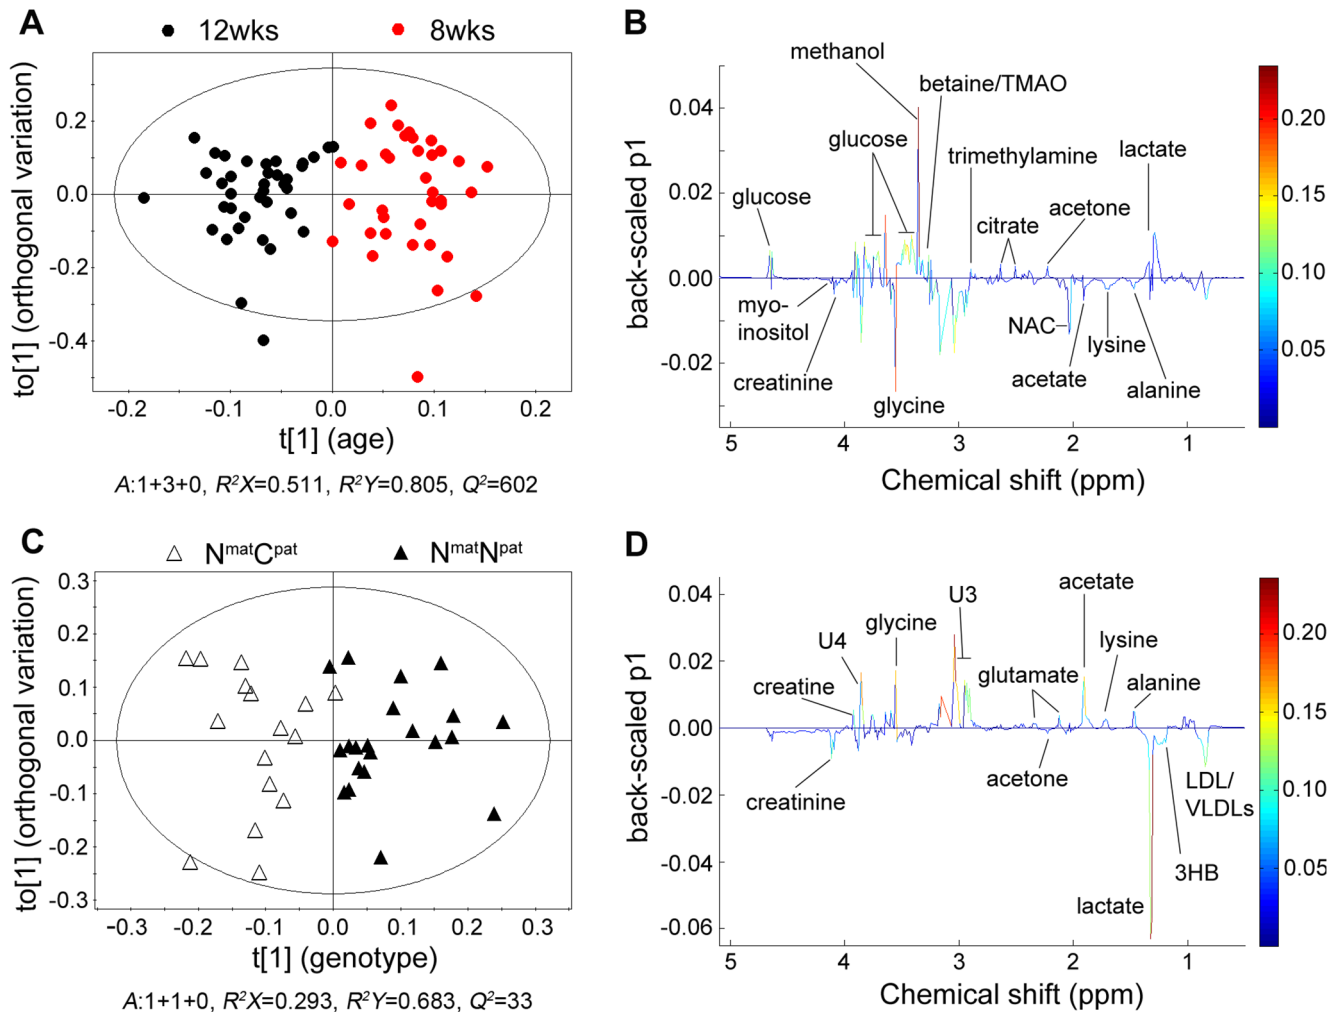 A
12wks
8wks
to[1] (orthogonal variation)
0.2
0.0
-0.2
-0.4
-0.2
-0.1
0.0
0.1
0.2
t[1] (age)
A:1+3+0, R²X=0.511, R²Y=0.805, Q²=602
B
back-scaled p1
0.04
0.02
0.00
-0.02
methanol
betaine/TMAO
glucose
trimethylamine
lactate
glucose
citrate
acetone
myo-
inositol
creatinine
glycine
NAC
acetate
lysine
alanine
5
4
3
2
1
Chemical shift (ppm)
0.20
0.15
0.10
0.05
C
NmatCpat
NmatNpat
to[1] (orthogonal variation)
0.3
0.2
0.1
0.0
-0.1
-0.2
-0.3
-0.3
-0.2
-0.1
0.0
0.1
0.2
0.3
t[1] (genotype)
A:1+1+0, R²X=0.293, R²Y=0.683, Q²=33
D
back-scaled p1
0.04
0.02
0.00
-0.02
-0.04
-0.06
U3
acetate
U4
glycine
lysine
creatine
glutamate
alanine
creatinine
acetone
LDL/
VLDLs
3HB
lactate
5
4
3
2
1
Chemical shift (ppm)
0.20
0.15
0.10
0.05